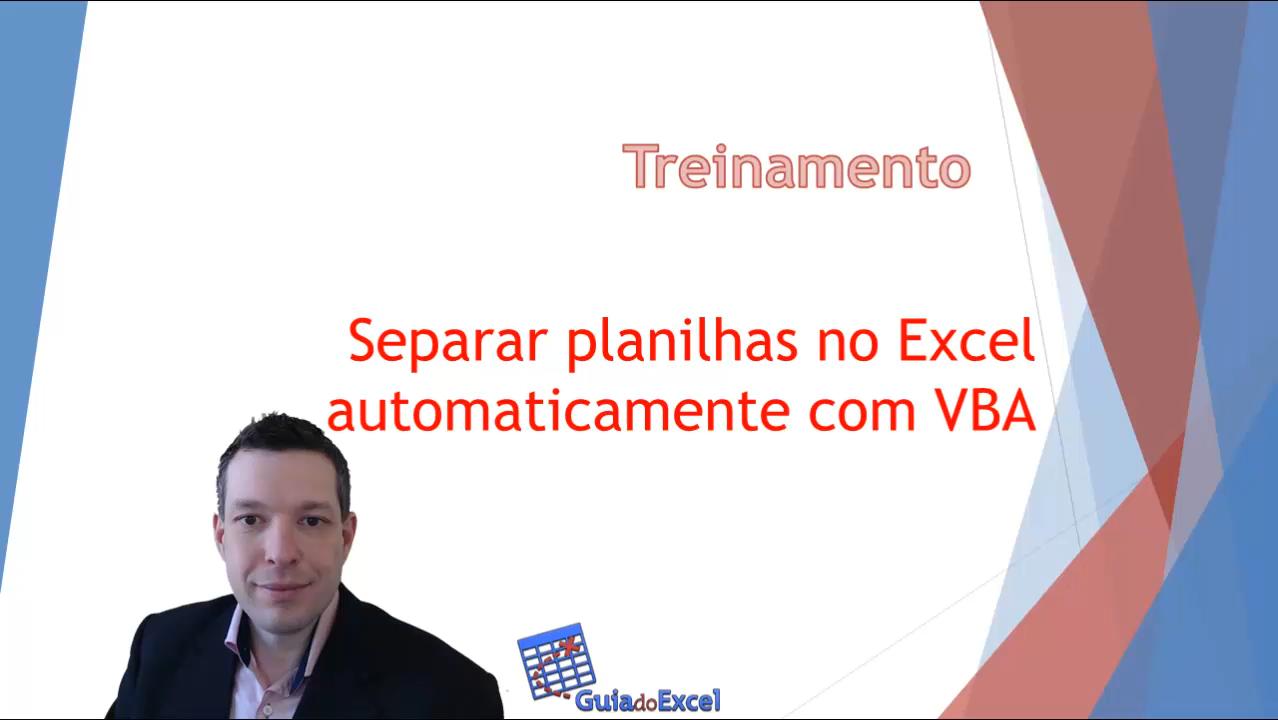 Treinamento
Separar planilhas no Excel
automaticamente com VBA
GuiadoExcel